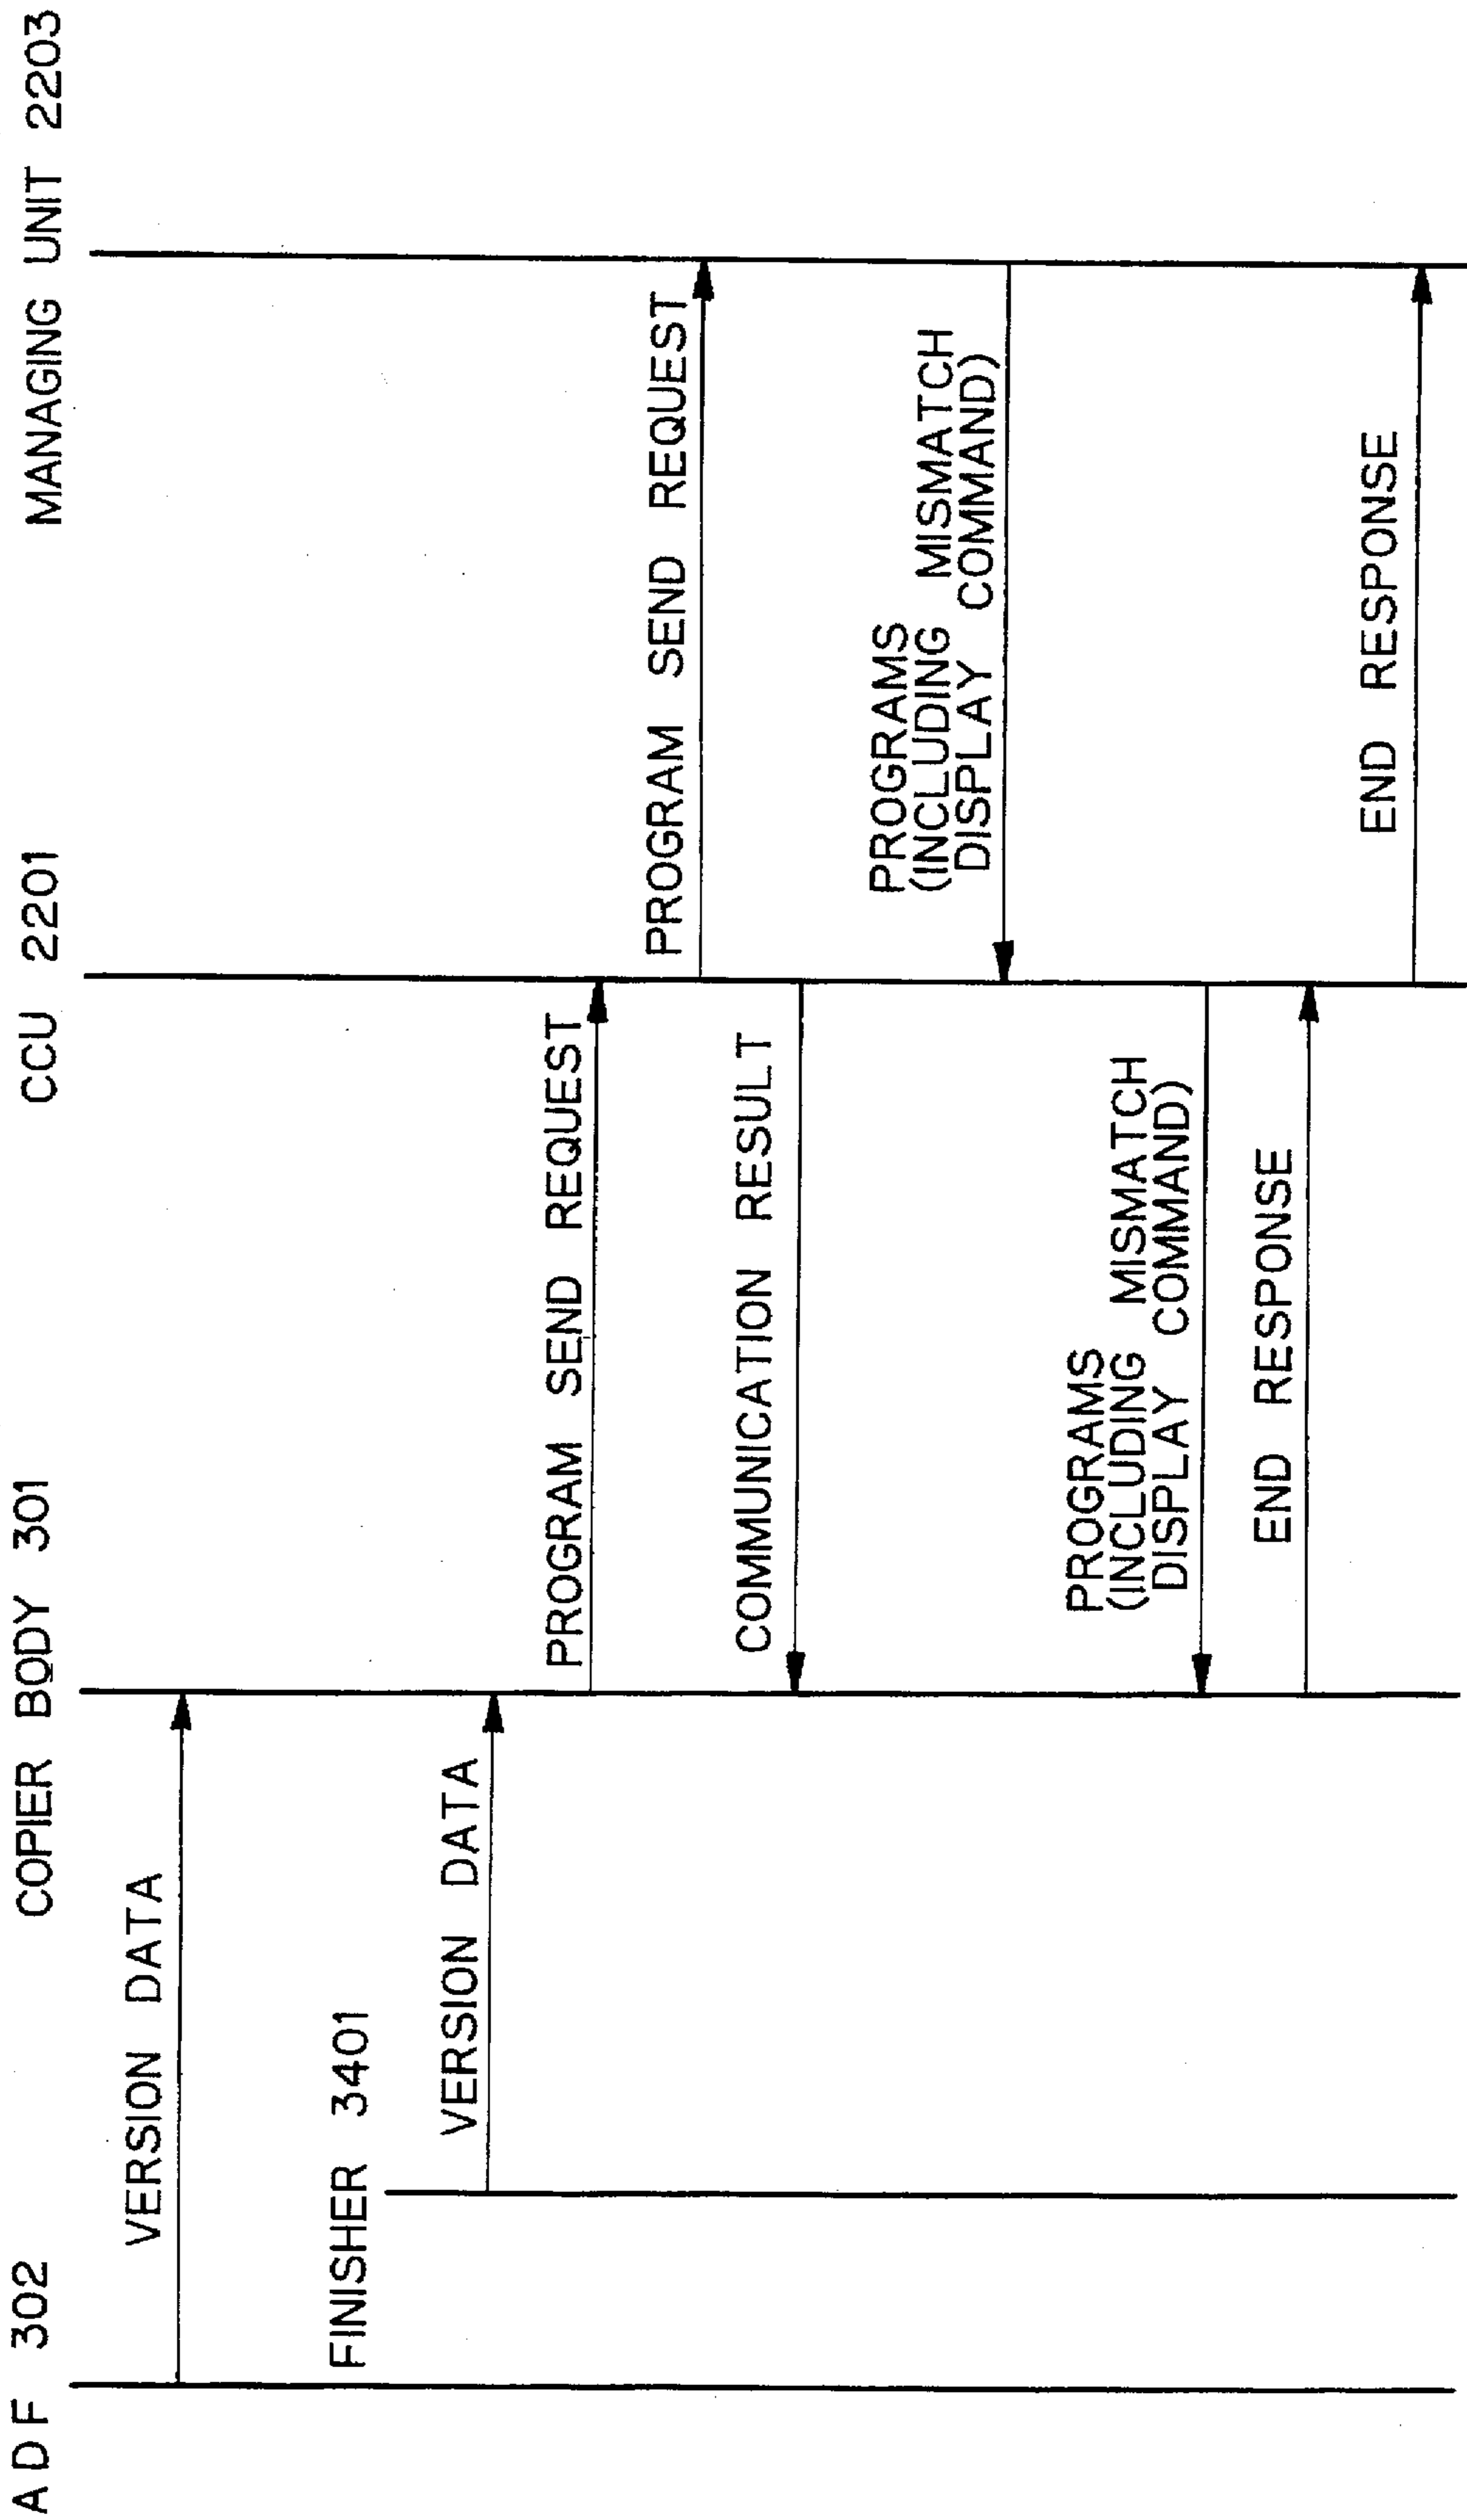 ADF 302
COPIER BODY 301
CCU 2201
MANAGING UNIT 2203
VERSION DATA
FINISHER 3401
VERSION DATA
PROGRAM SEND REQUEST
PROGRAM SEND REQUEST
COMMUNICATION RESULT
PROGRAMS
(INCLUDING MISMATCH
DISPLAY COMMAND)
PROGRAMS
(INCLUDING MISMATCH
DISPLAY COMMAND)
END RESPONSE
END RESPONSE